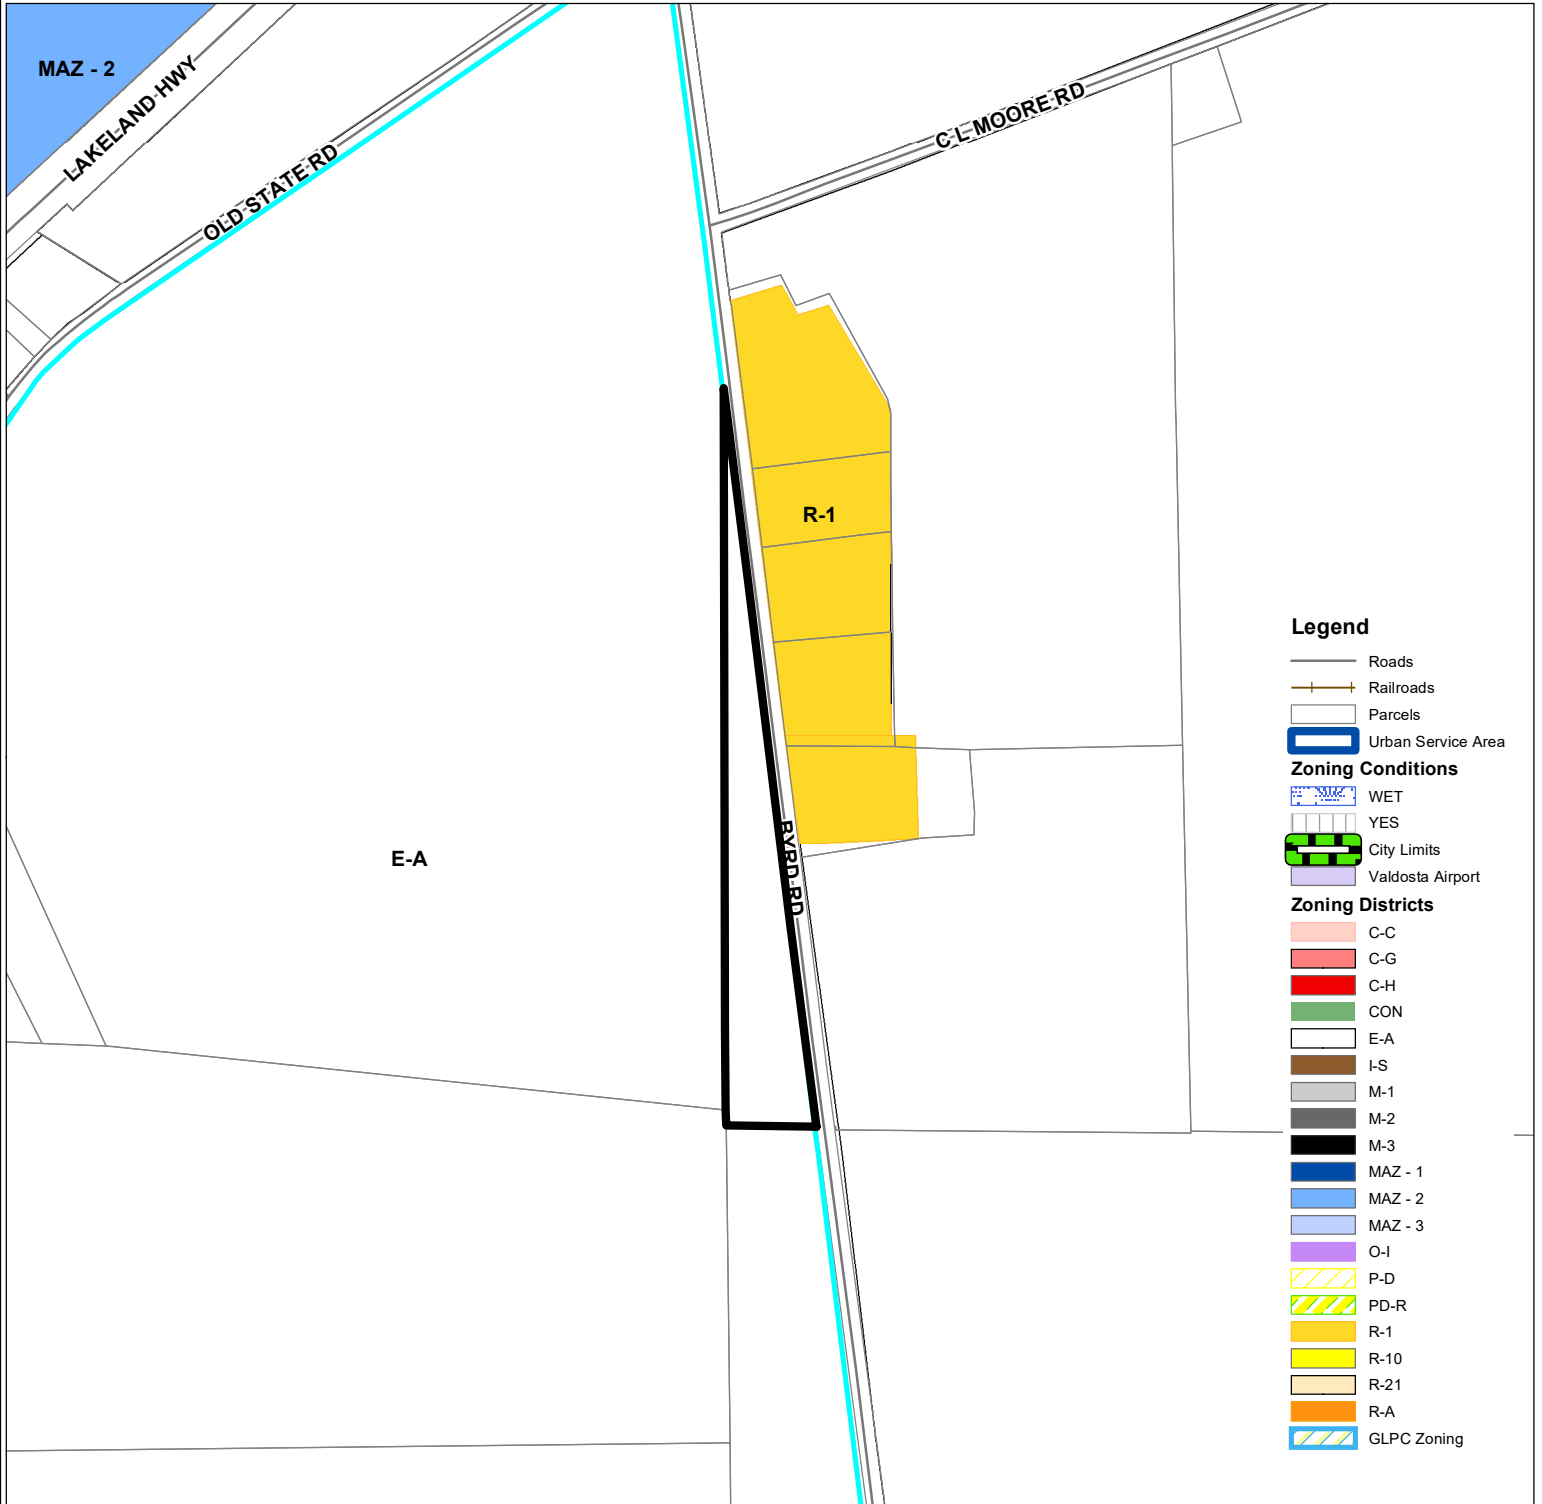 MAZ - 2
LAKELAND HWY
OLD STATE RD
C L MOORE RD
R-1
BYRD RD
E-A
Legend
Roads
Railroads
Parcels
Urban Service Area
Zoning Conditions
WET
YES
City Limits
Valdosta Airport
Zoning Districts
C-C
C-G
C-H
CON
E-A
I-S
M-1
M-2
M-3
MAZ - 1
MAZ - 2
MAZ - 3
O-I
P-D
PD-R
R-1
R-10
R-21
R-A
GLPC Zoning